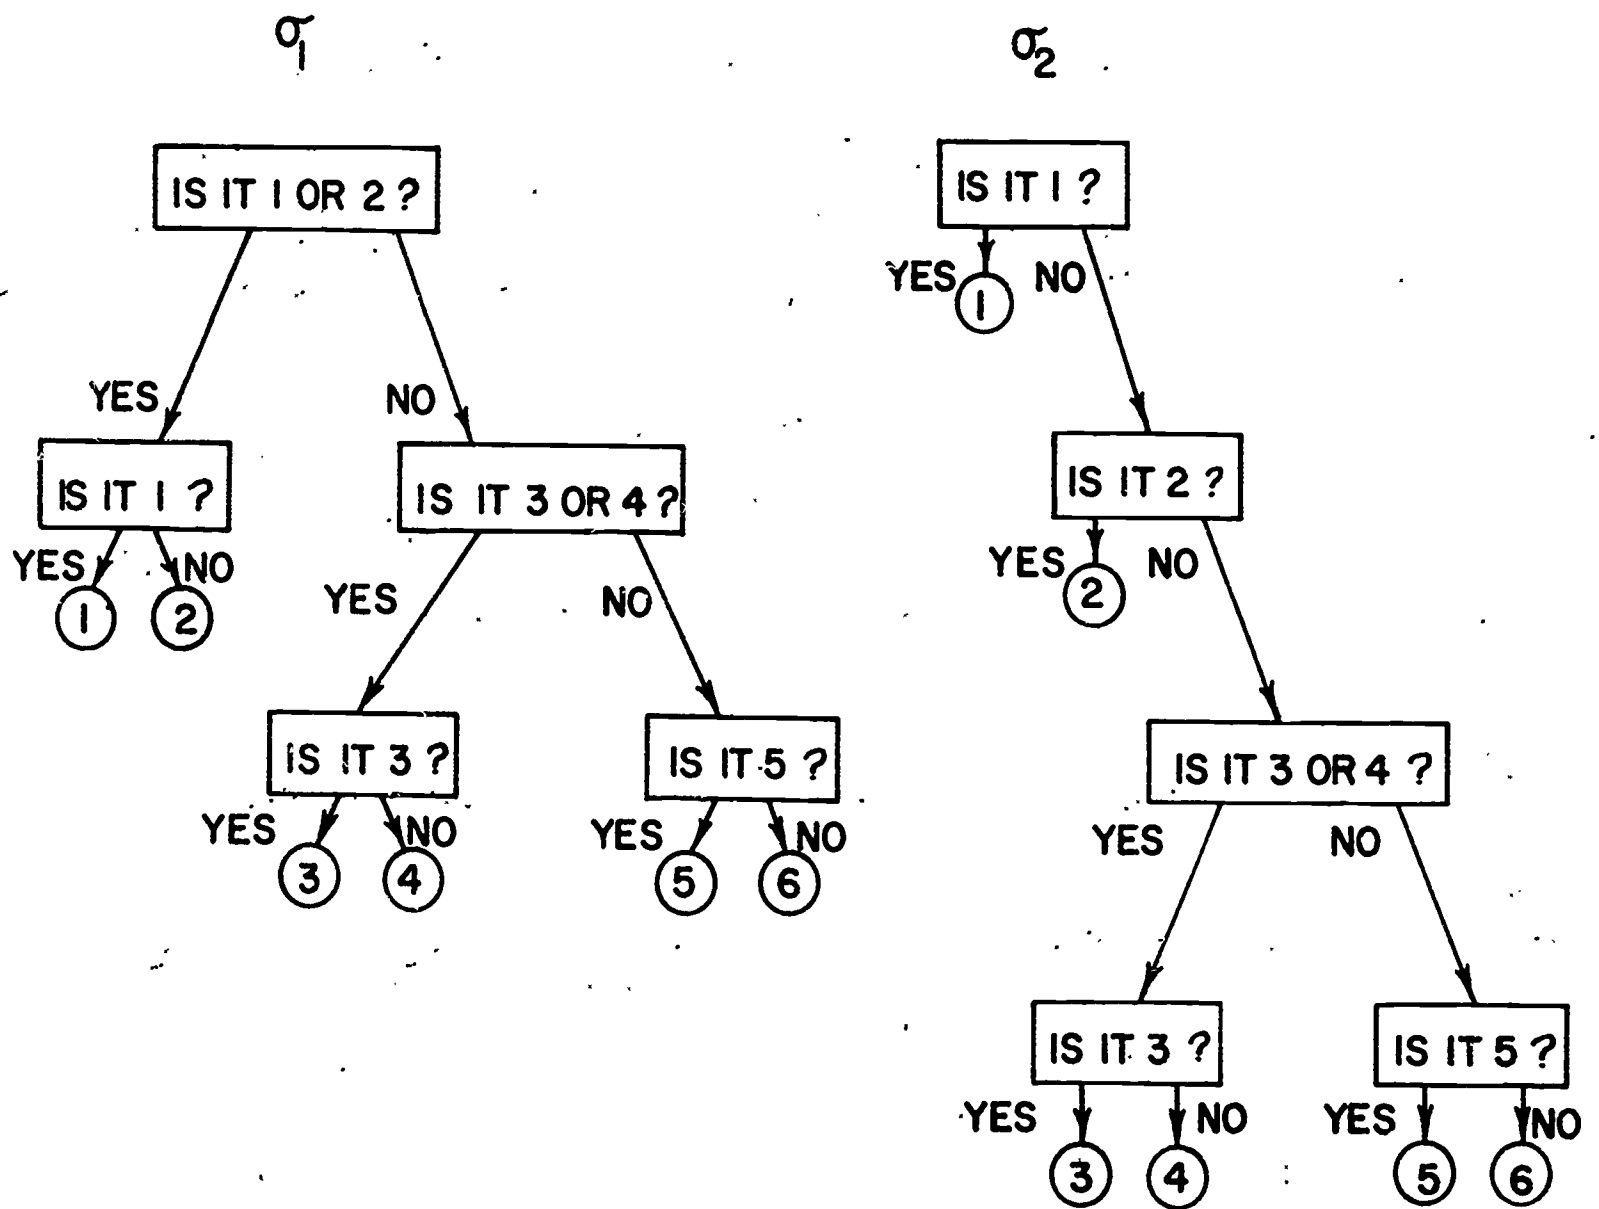 σ1
IS IT 1 OR 2 ?
YES
NO
IS IT 1 ?
YES
NO
1
2
IS IT 3 OR 4 ?
YES
NO
IS IT 3 ?
YES
NO
3
4
IS IT 5 ?
YES
NO
5
6
σ2
IS IT 1 ?
YES
NO
1
IS IT 2 ?
YES
NO
2
IS IT 3 OR 4 ?
YES
NO
IS IT 3 ?
YES
NO
3
4
IS IT 5 ?
YES
NO
5
6